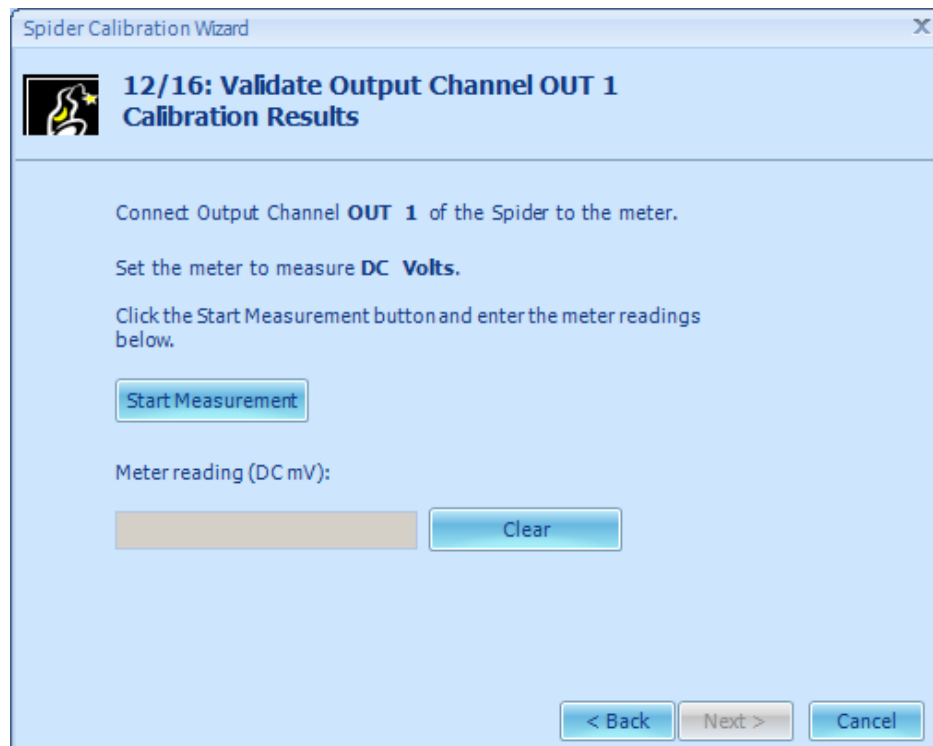 Spider Calibration Wizard
X
12/16: Validate Output Channel OUT 1
Calibration Results
Connect Output Channel OUT 1 of the Spider to the meter.
Set the meter to measure DC Volts.
Click the Start Measurement button and enter the meter readings
below.
Start Measurement
Meter reading (DC mV):
Clear
< Back Next > Cancel